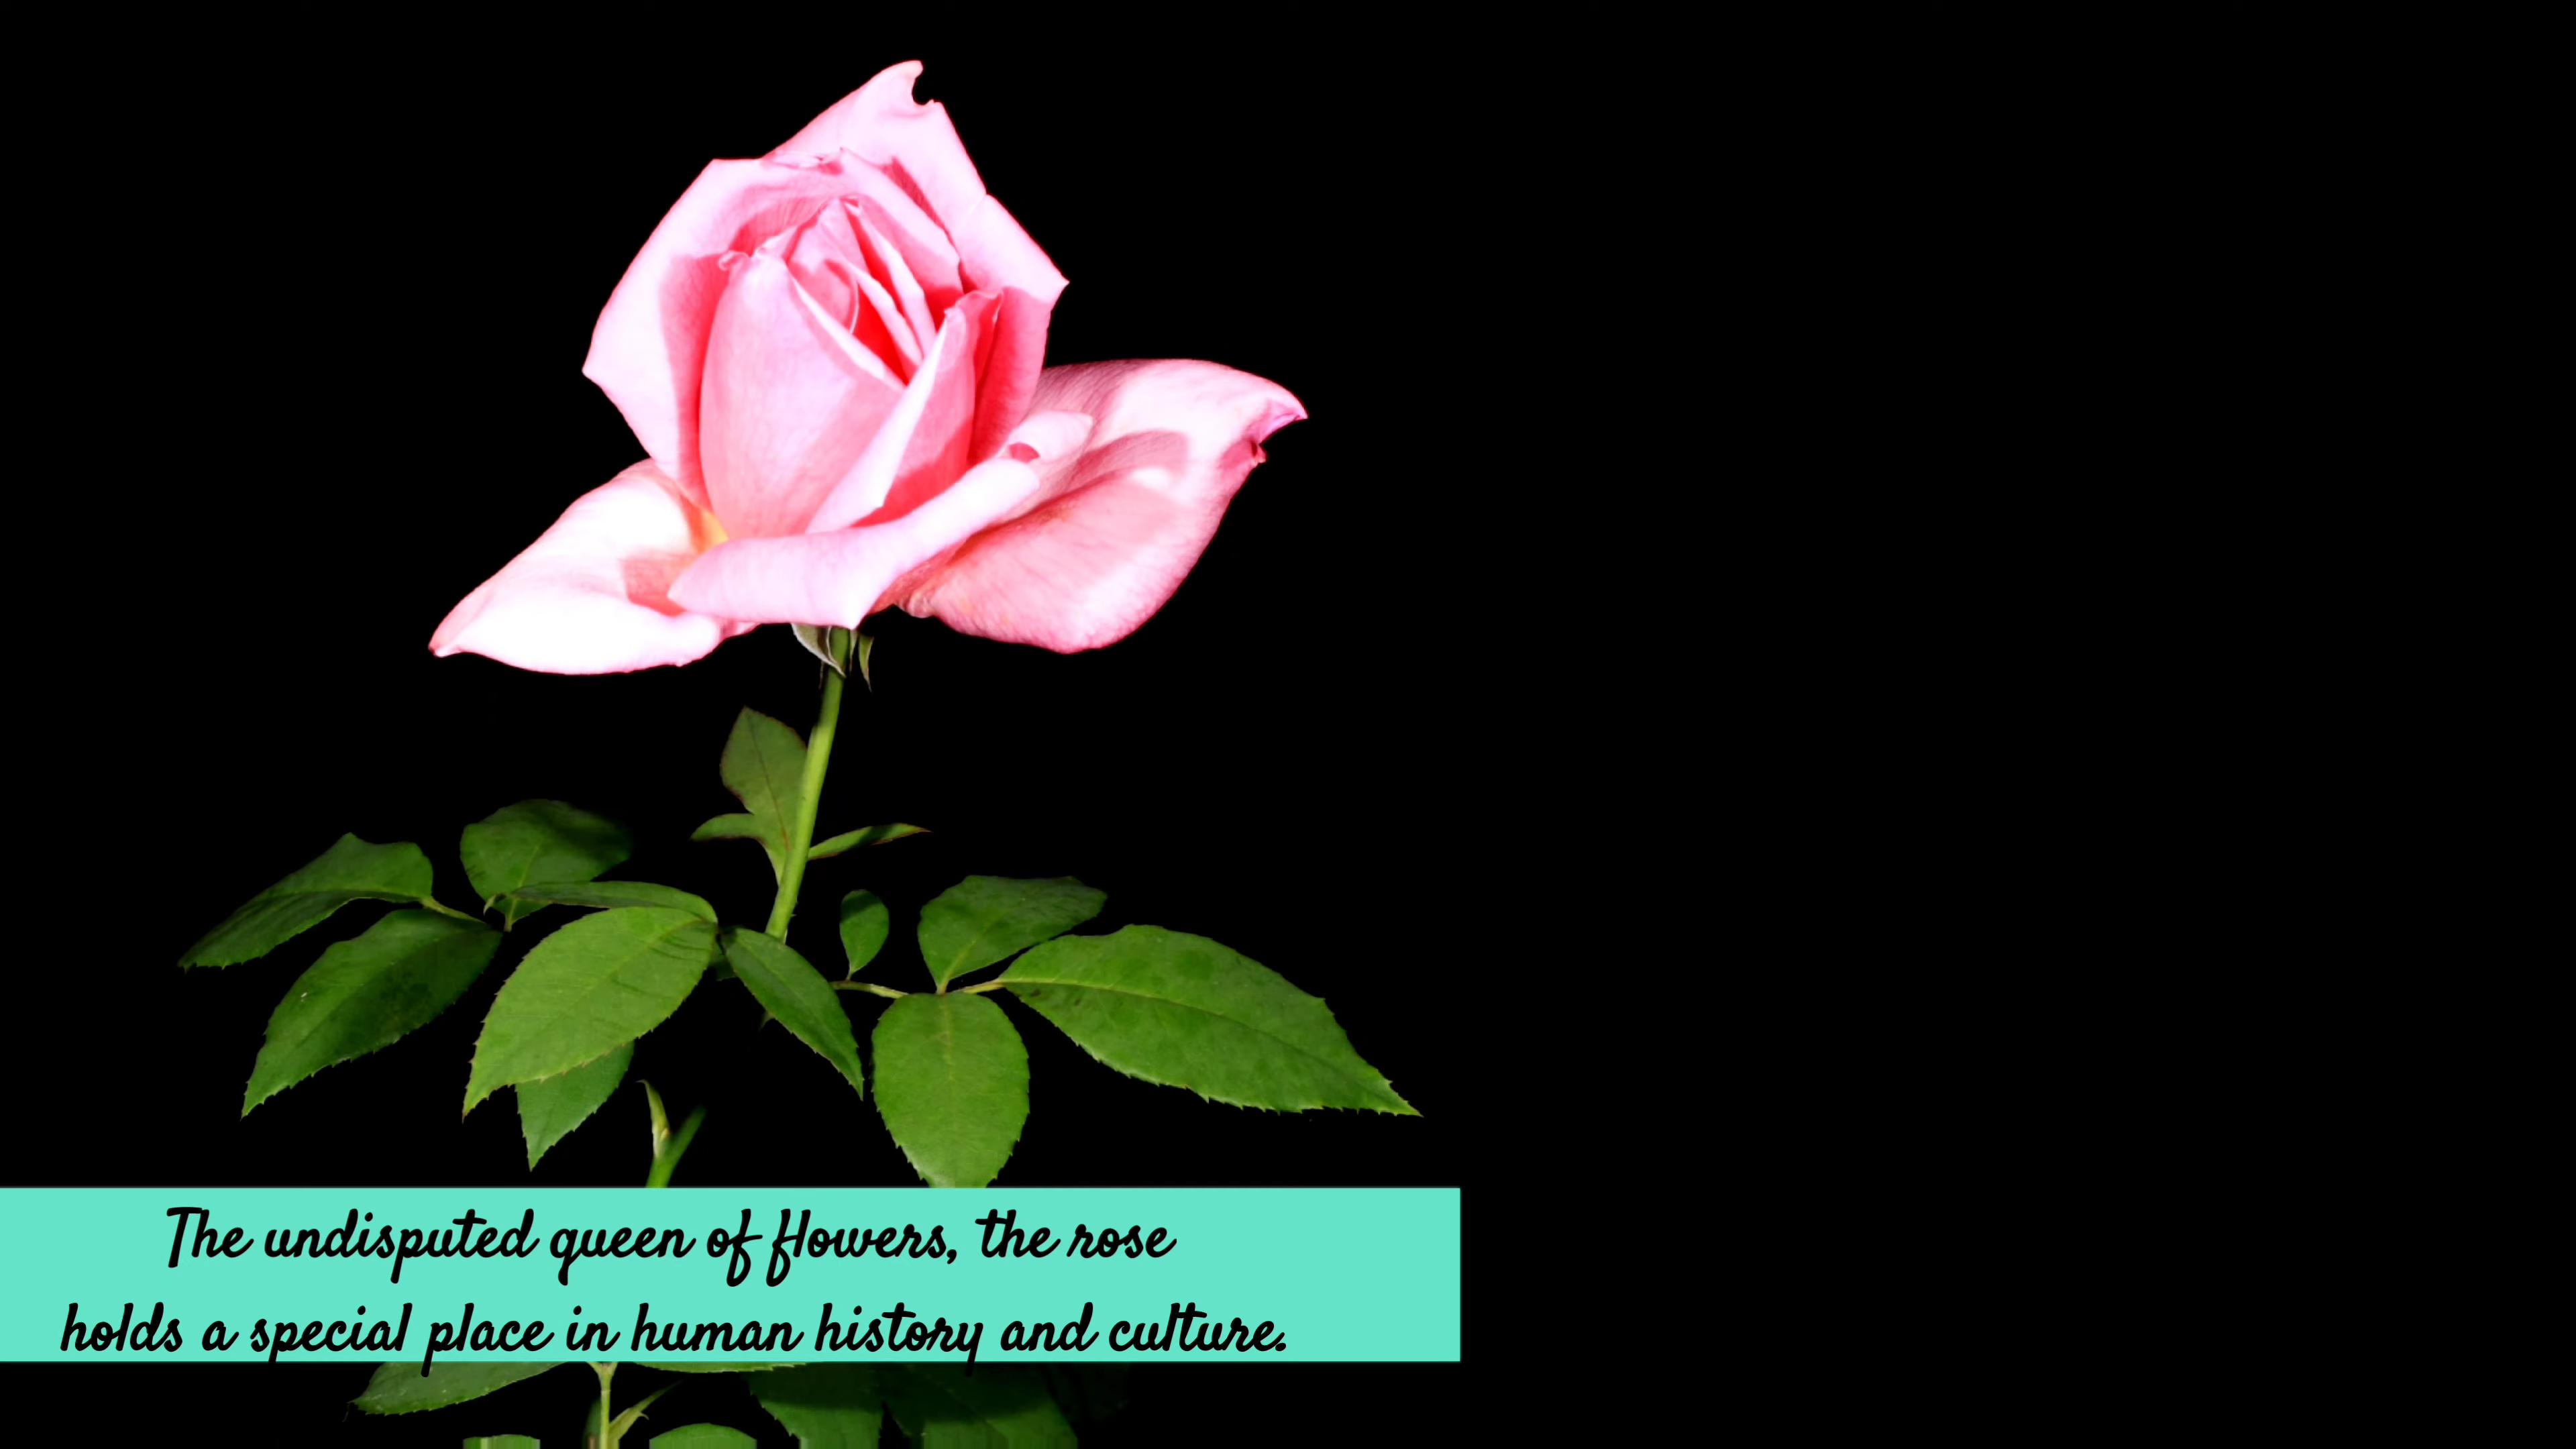 The undisputed queen of flowers, the rose
holds a special place in human history and culture.